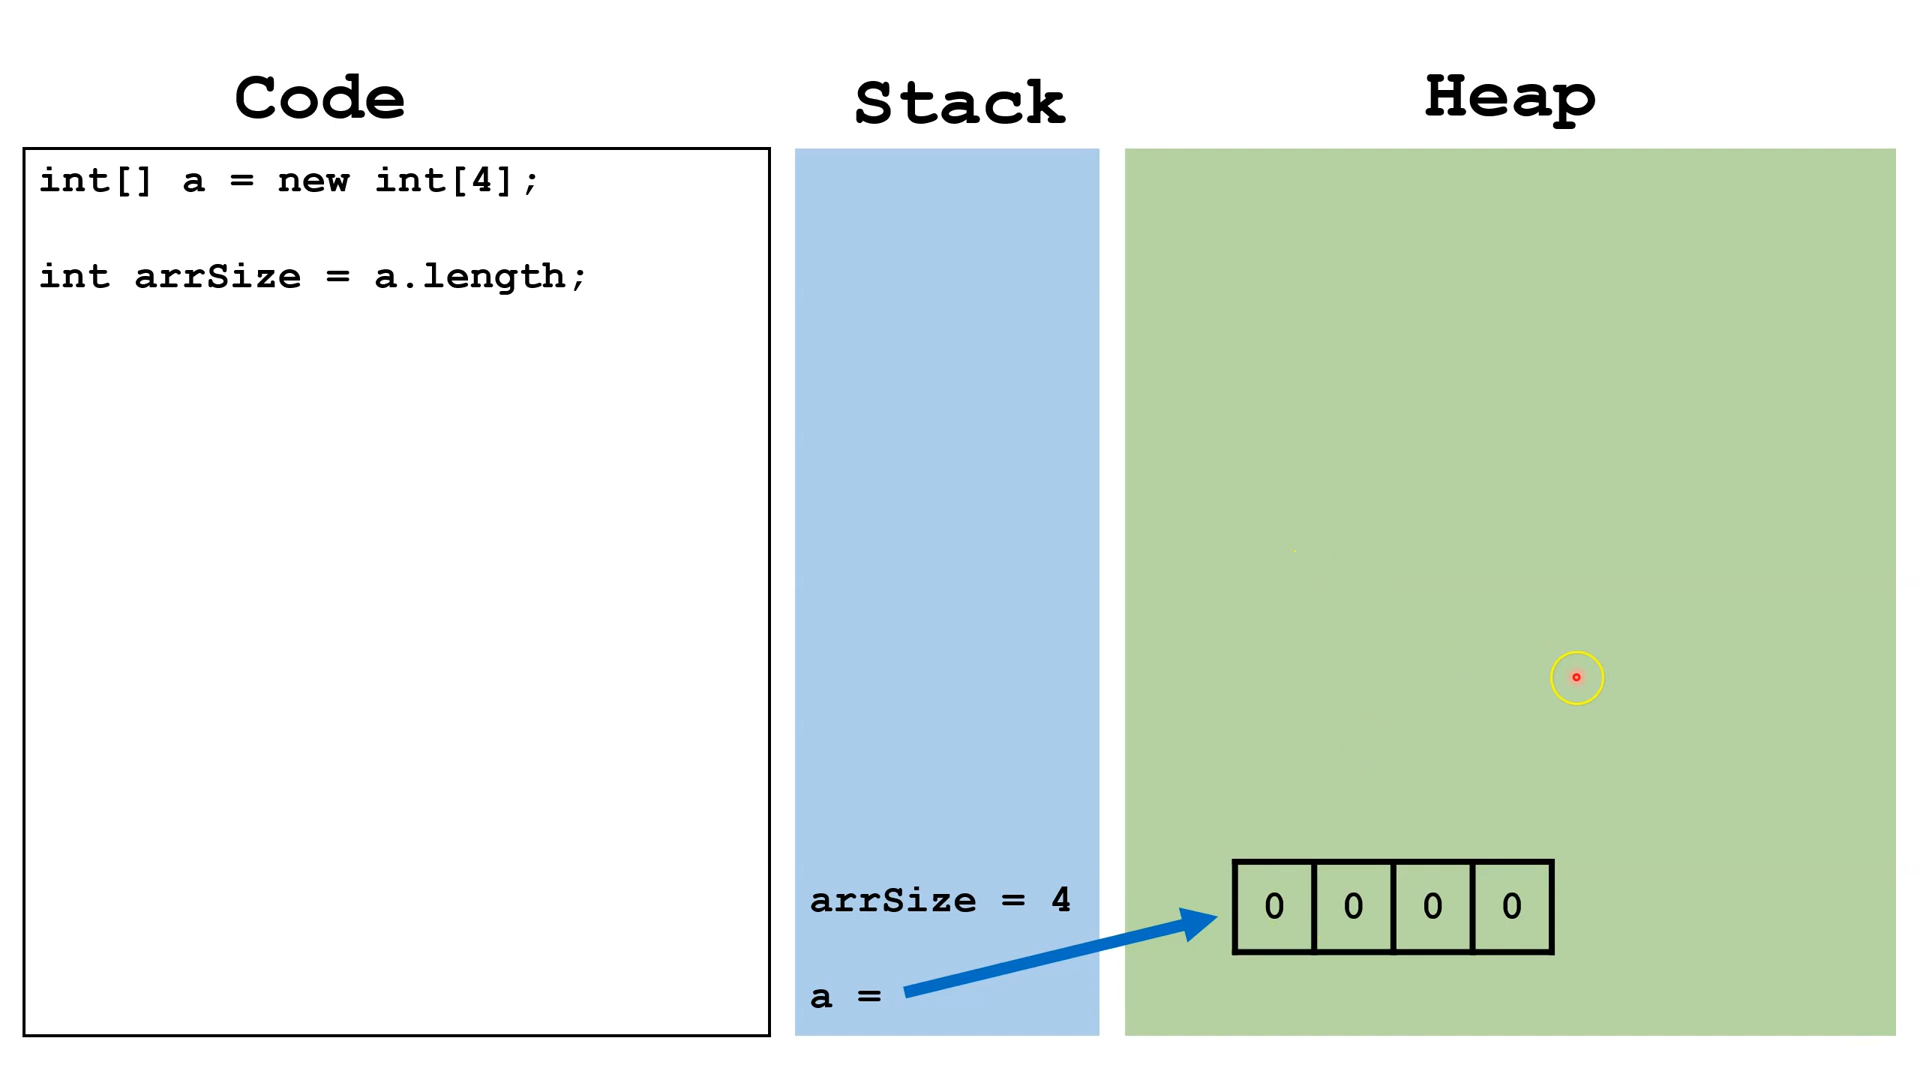 Code
Stack
Heap
int[] a = new int[4];
int arrSize = a.length;
arrSize = 4
a =
0 0 0 0